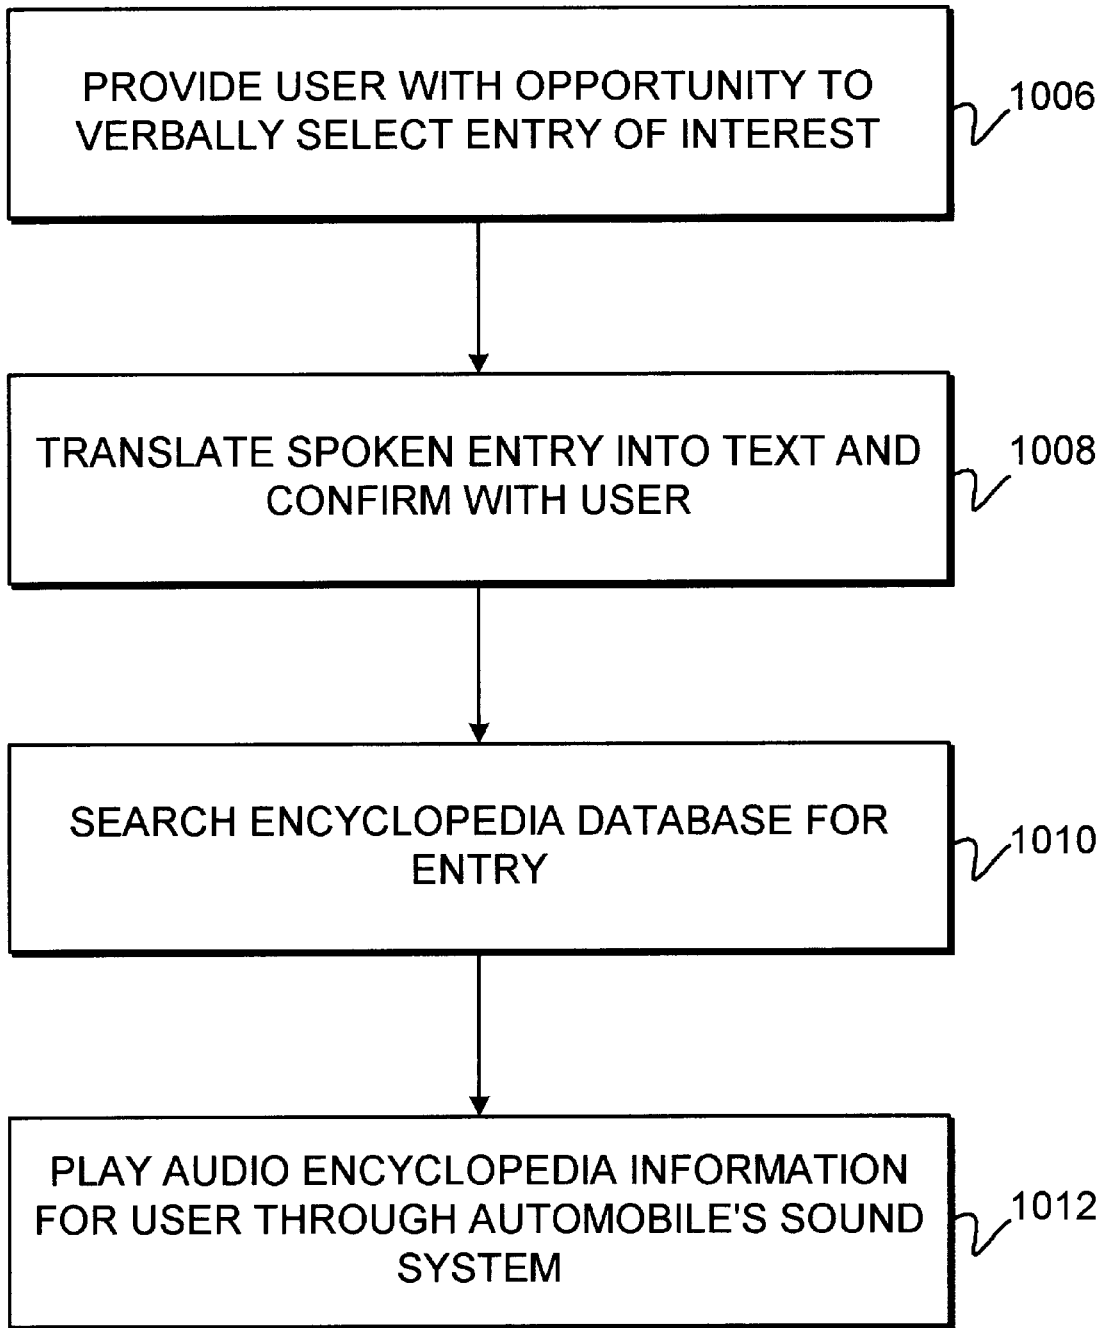 PROVIDE USER WITH OPPORTUNITY TO
VERBALLY SELECT ENTRY OF INTEREST
1006
TRANSLATE SPOKEN ENTRY INTO TEXT AND
CONFIRM WITH USER
1008
SEARCH ENCYCLOPEDIA DATABASE FOR
ENTRY
1010
PLAY AUDIO ENCYCLOPEDIA INFORMATION
FOR USER THROUGH AUTOMOBILE'S SOUND
SYSTEM
1012